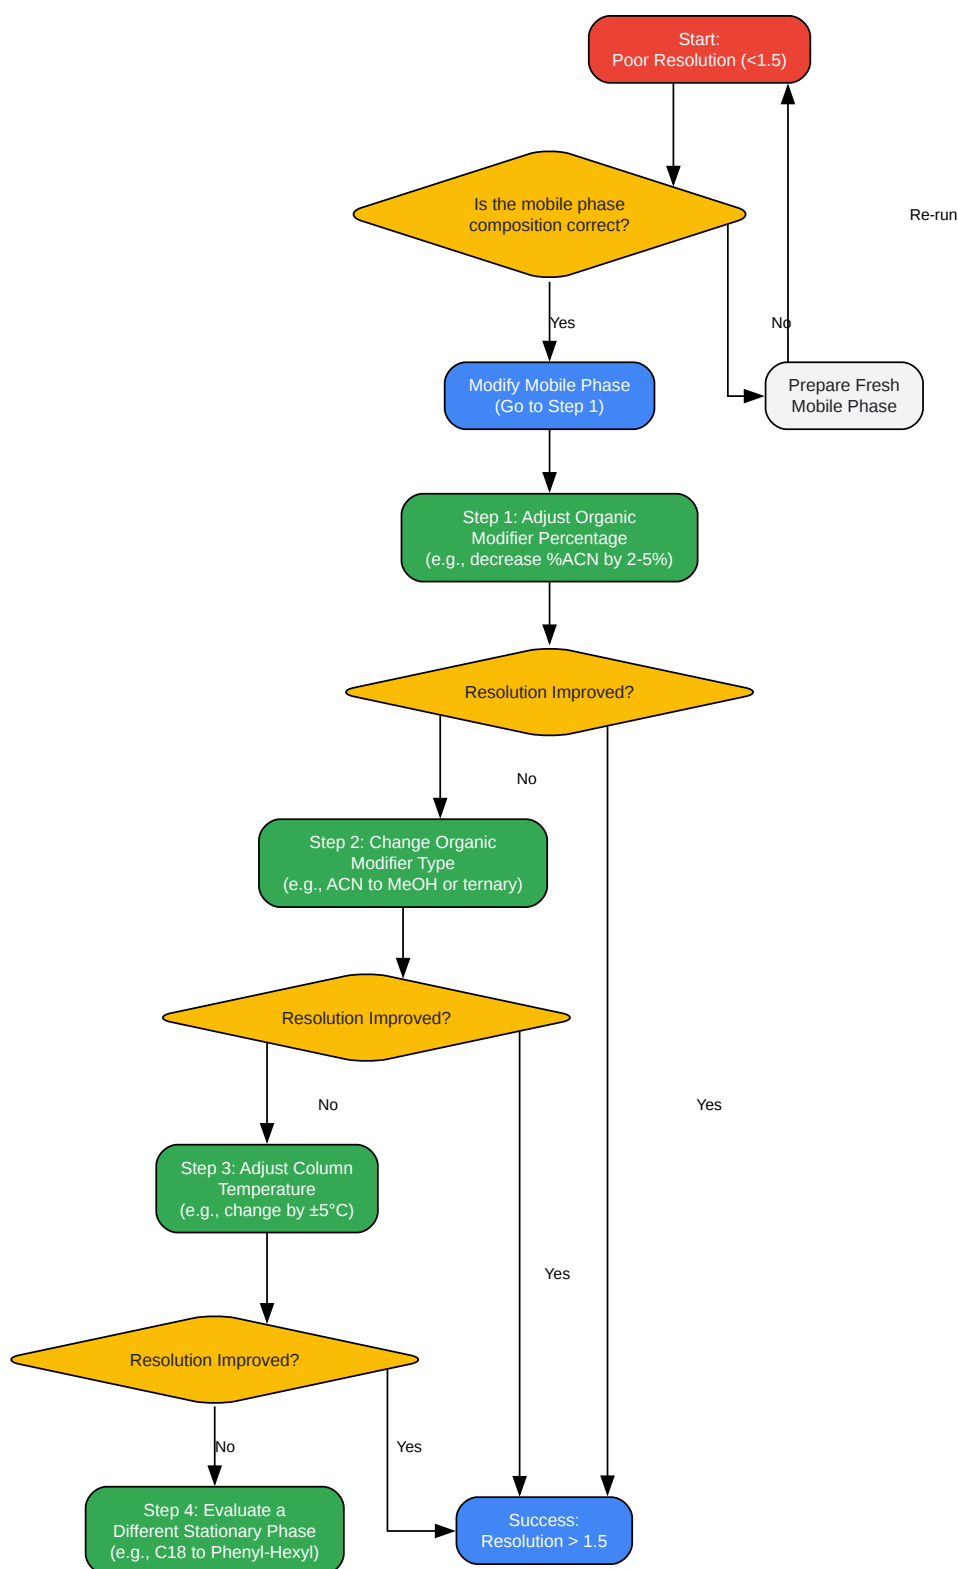 Start:
Poor Resolution (<1.5)
Is the mobile phase
composition correct?
Re-run
Yes
No
Modify Mobile Phase
(Go to Step 1)
Prepare Fresh
Mobile Phase
Step 1: Adjust Organic
Modifier Percentage
(e.g., decrease %ACN by 2-5%)
Resolution Improved?
No
Step 2: Change Organic
Modifier Type
(e.g., ACN to MeOH or ternary)
Resolution Improved?
No
Yes
Step 3: Adjust Column
Temperature
(e.g., change by ±5°C)
Yes
Resolution Improved?
No
Yes
Step 4: Evaluate a
Different Stationary Phase
(e.g., C18 to Phenyl-Hexyl)
Success:
Resolution > 1.5